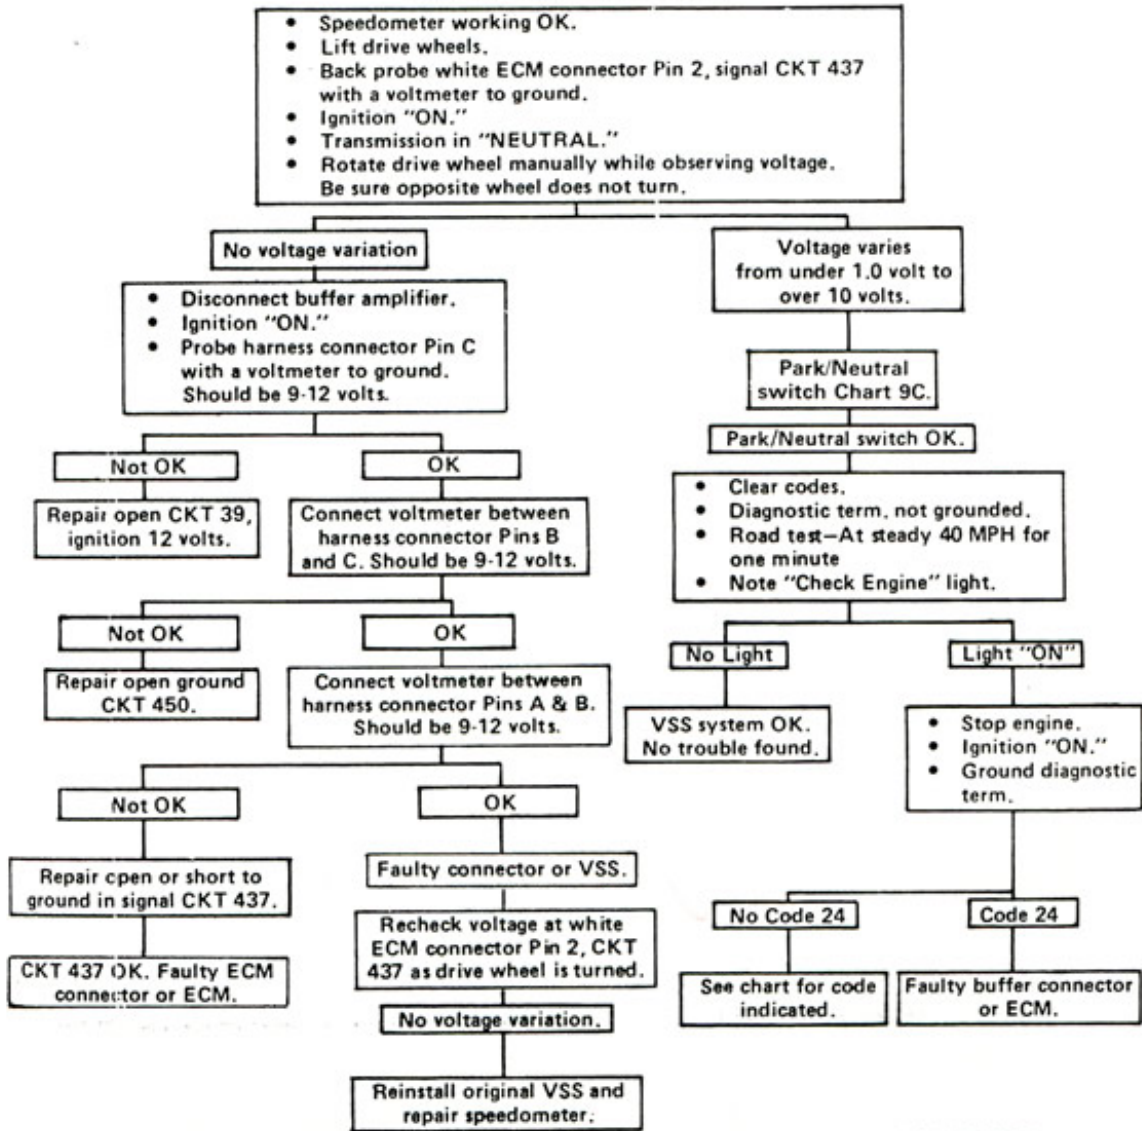 • Speedometer working OK.
• Lift drive wheels.
• Back probe white ECM connector Pin 2, signal CKT 437
with a voltmeter to ground.
• Ignition "ON."
• Transmission in "NEUTRAL."
• Rotate drive wheel manually while observing voltage.
Be sure opposite wheel does not turn.
No voltage variation
• Disconnect buffer amplifier.
• Ignition "ON."
• Probe harness connector Pin C
with a voltmeter to ground.
Should be 9-12 volts.
Not OK
OK
Repair open CKT 39,
ignition 12 volts.
Connect voltmeter between
harness connector Pins B
and C. Should be 9-12 volts.
Not OK
OK
Repair open ground
CKT 450.
Connect voltmeter between
harness connector Pins A & B.
Should be 9-12 volts.
Not OK
OK
Repair open or short to
ground in signal CKT 437.
CKT 437 OK. Faulty ECM
connector or ECM.
Faulty connector or VSS.
Recheck voltage at white
ECM connector Pin 2, CKT
437 as drive wheel is turned.
No voltage variation.
Reinstall original VSS and
repair speedometer.
Voltage varies
from under 1.0 volt to
over 10 volts.
Park/Neutral
switch Chart 9C.
Park/Neutral switch OK.
• Clear codes.
• Diagnostic term. not grounded.
• Road test—At steady 40 MPH for
one minute
• Note "Check Engine" light.
No Light
Light "ON"
VSS system OK.
No trouble found.
• Stop engine.
• Ignition "ON."
• Ground diagnostic
term.
No Code 24
Code 24
See chart for code
indicated.
Faulty buffer connector
or ECM.